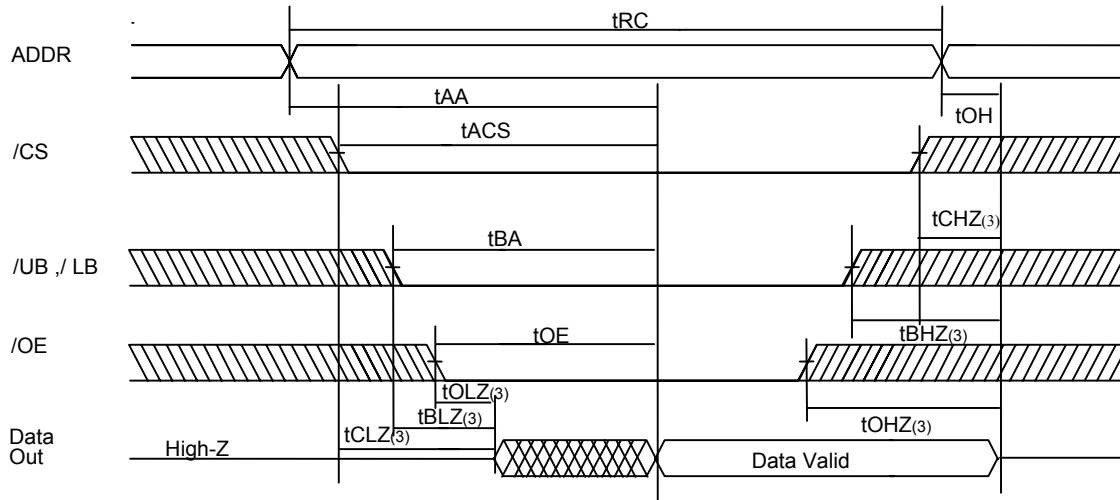 tRC
ADDR
tAA
tOH
tACS
/CS
tCHZ(3)
tBA
/UB ,/ LB
tBHZ(3)
tOE
/OE
tOLZ(3)
tBLZ(3)
tOHZ(3)
tCLZ(3)
Data
Out
High-Z
Data Valid